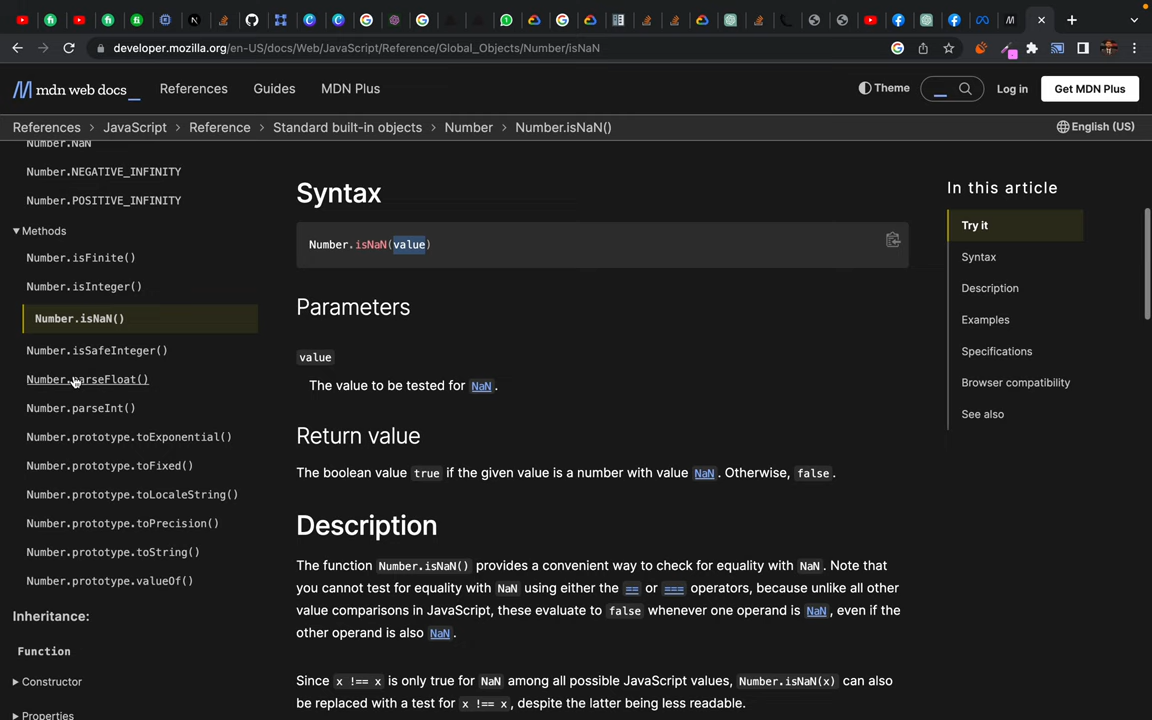 developer.mozilla.org/en-US/docs/Web/JavaScript/Reference/Global_Objects/Number/isNaN
mdn web docs_ References Guides MDN Plus Theme Log in Get MDN Plus
References JavaScript Reference Standard built-in objects Number Number.isNaN() English (US)
Number.NaN
Number.NEGATIVE_INFINITY
Number.POSITIVE_INFINITY
Methods
Number.isFinite()
Number.isInteger()
Number.isNaN()
Number.isSafeInteger()
Number.parseFloat()
Number.parseInt()
Number.prototype.toExponential()
Number.prototype.toFixed()
Number.prototype.toLocaleString()
Number.prototype.toPrecision()
Number.prototype.toString()
Number.prototype.valueOf()
Inheritance:
Function
Constructor
Properties
Syntax
Number.isNaN(value)
Parameters
value
The value to be tested for NaN.
Return value
The boolean value true if the given value is a number with value NaN. Otherwise, false.
Description
The function Number.isNaN() provides a convenient way to check for equality with NaN. Note that
you cannot test for equality with NaN using either the == or === operators, because unlike all other
value comparisons in JavaScript, these evaluate to false whenever one operand is NaN, even if the
other operand is also NaN.
Since x !== x is only true for NaN among all possible JavaScript values, Number.isNaN(x) can also
be replaced with a test for x !== x, despite the latter being less readable.
In this article
Try it
Syntax
Description
Examples
Specifications
Browser compatibility
See also